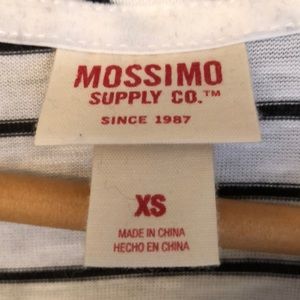 MOSSIMO
SUPPLY CO.™
SINCE 1987
XS
MADE IN CHINA
HECHO EN CHINA